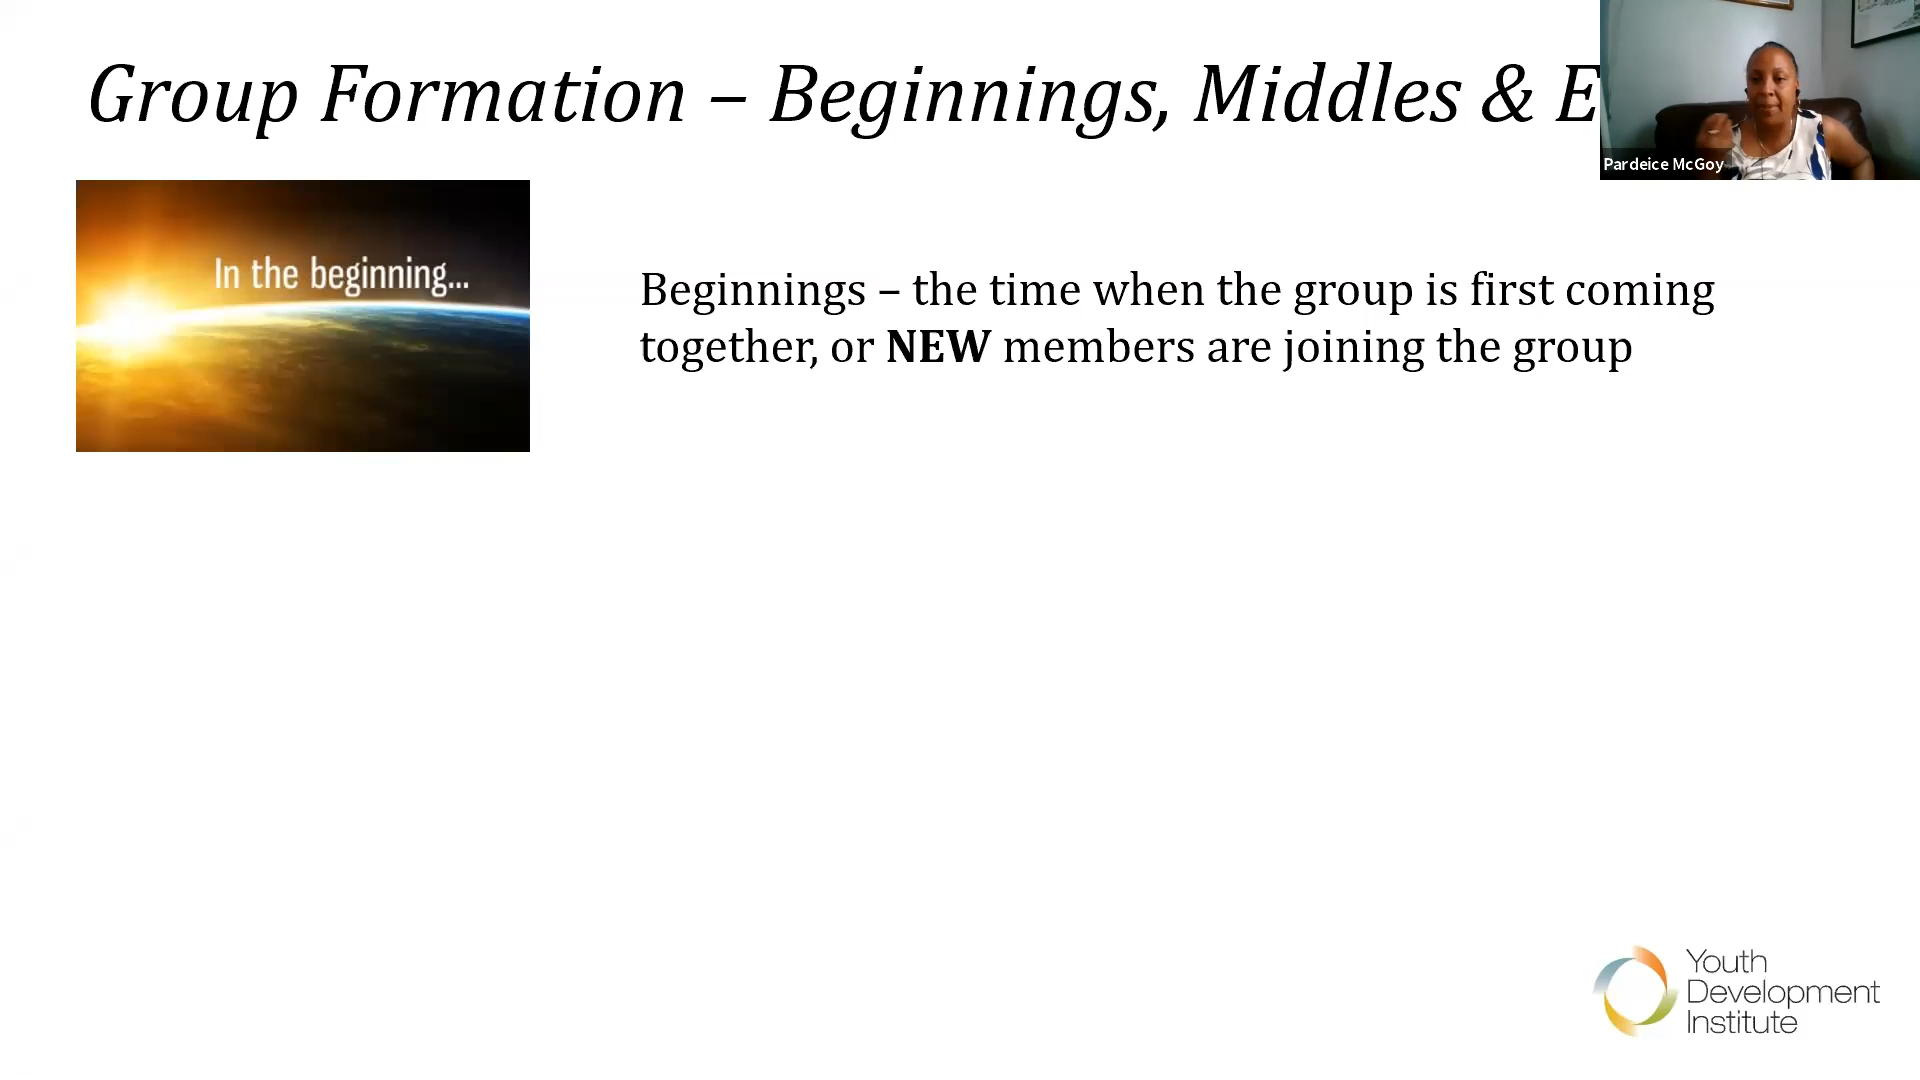 Group Formation – Beginnings, Middles & E
Pardeice McGoy
In the beginning...
Beginnings – the time when the group is first coming
together, or NEW members are joining the group
Youth
Development
Institute